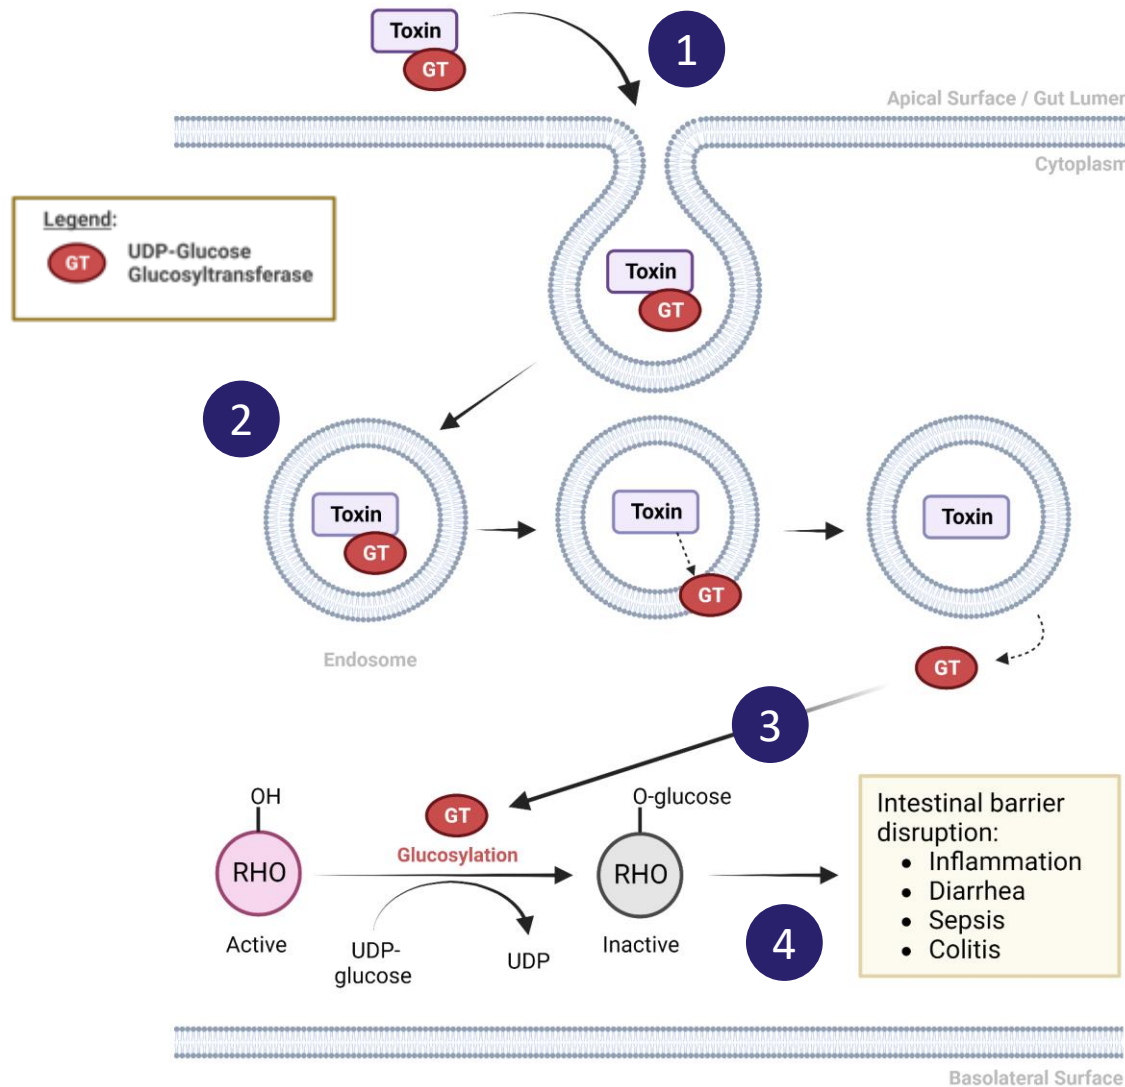 Toxin
GT
1
Apical Surface / Gut Lumen
Cytoplasm
Legend:
GT
UDP-Glucose
Glucosyltransferase
Toxin
GT
2
Toxin
GT
Toxin
GT
Toxin
Endosome
GT
3
OH
RHO
Active
GT
Glucosylation
UDP-
glucose
UDP
O-glucose
RHO
Inactive
4
Intestinal barrier
disruption:
• Inflammation
• Diarrhea
• Sepsis
• Colitis
Basolateral Surface